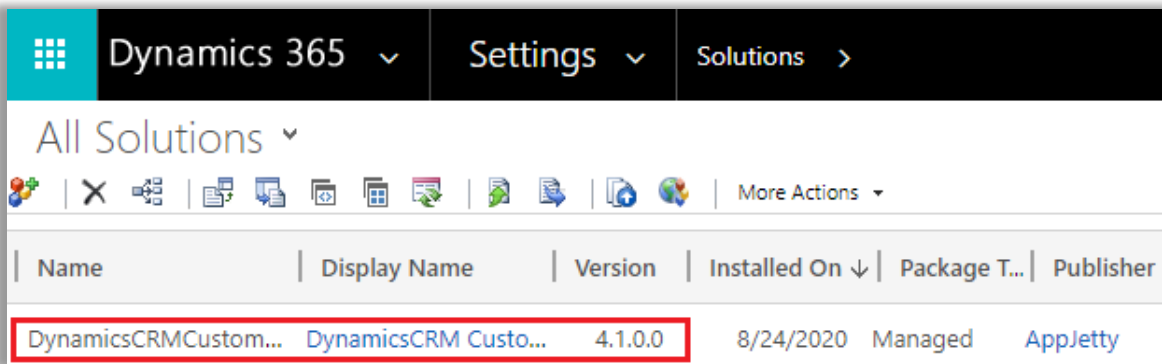 Dynamics 365 Settings Solutions
All Solutions
More Actions
Name Display Name Version Installed On Package T... Publisher
DynamicsCRMCustom... DynamicsCRM Custo... 4.1.0.0 8/24/2020 Managed AppJetty